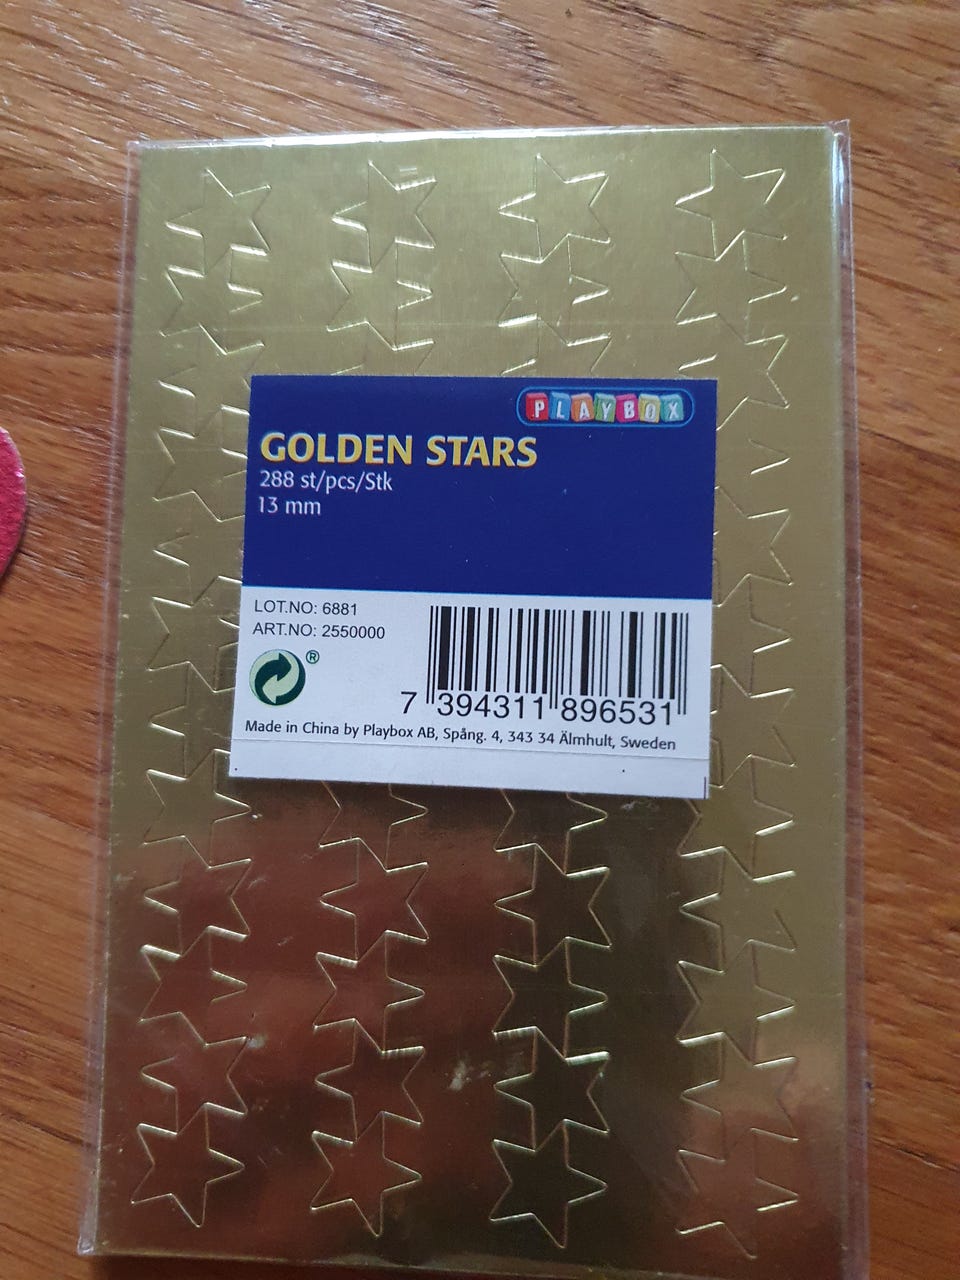 PLAYBOX
GOLDEN STARS
288 st/pcs/Stk
13 mm
LOT.NO: 6881
ART.NO: 2550000
®
7 394311 896531
Made in China by Playbox AB, Spång. 4, 343 34 Älmhult, Sweden